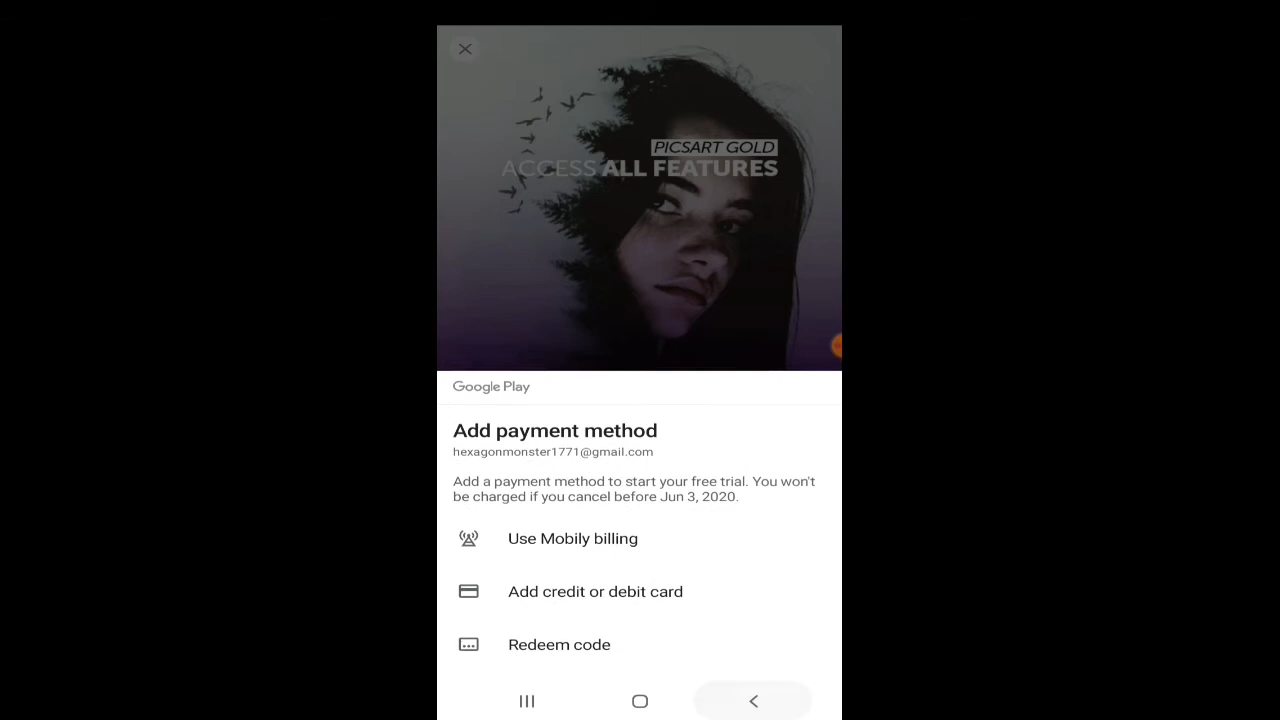 PICSART GOLD
ACCESS ALL FEATURES
Google Play
Add payment method
hexagonmonster1771@gmail.com
Add a payment method to start your free trial. You won't
be charged if you cancel before Jun 3, 2020.
Use Mobily billing
Add credit or debit card
Redeem code